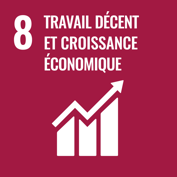 8 TRAVAIL DÉCENT
ET CROISSANCE
ÉCONOMIQUE